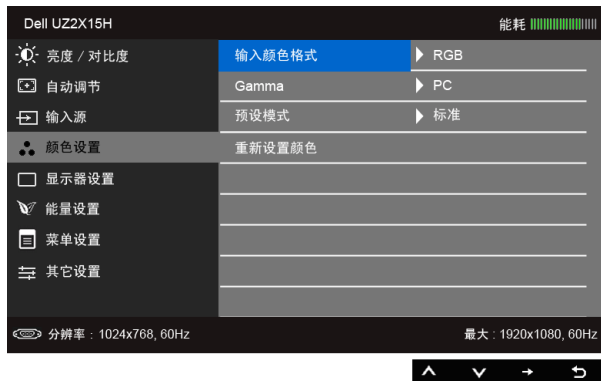 Dell UZ2X15H 能耗
亮度 / 对比度 输入颜色格式 RGB
自动调节 Gamma PC
输入源 预设模式 标准
颜色设置 重新设置颜色
显示器设置
能量设置
菜单设置
其它设置
分辨率 : 1024x768, 60Hz 最大 : 1920x1080, 60Hz